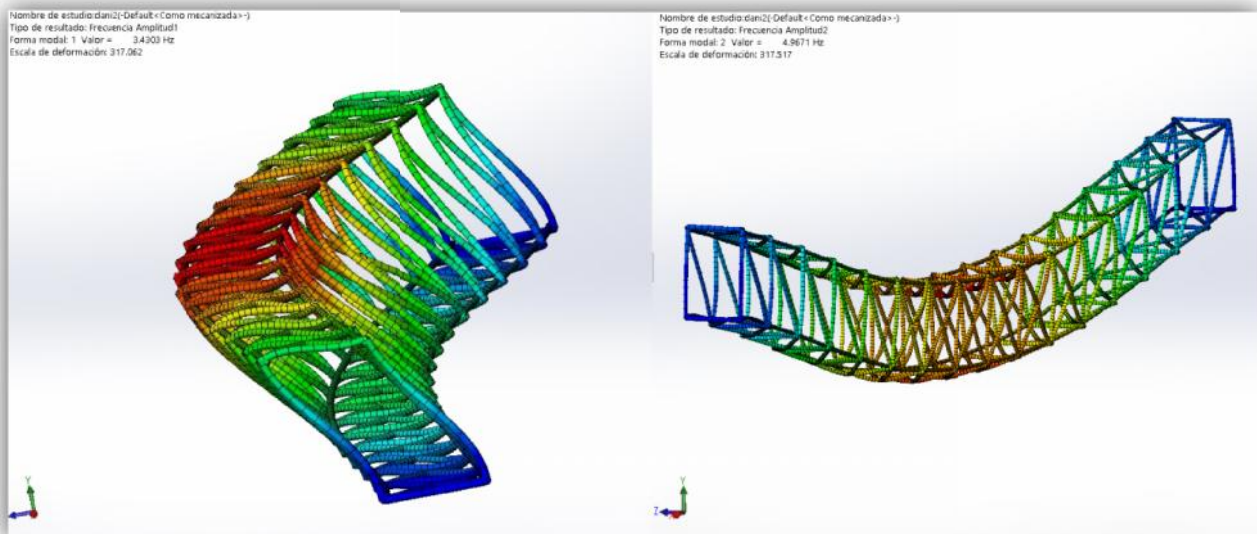 Nombre de estudio:dani2(-Default<Como mecanizada>-)
Tipo de resultado: Frecuencia Amplitud1
Forma modal: 1 Valor = 3.4303 Hz
Escala de deformación: 317.062
Y
Nombre de estudio:dani2(-Default<Como mecanizada>-)
Tipo de resultado: Frecuencia Amplitud2
Forma modal: 2 Valor = 4.9671 Hz
Escala de deformación: 317.517
Y
Z